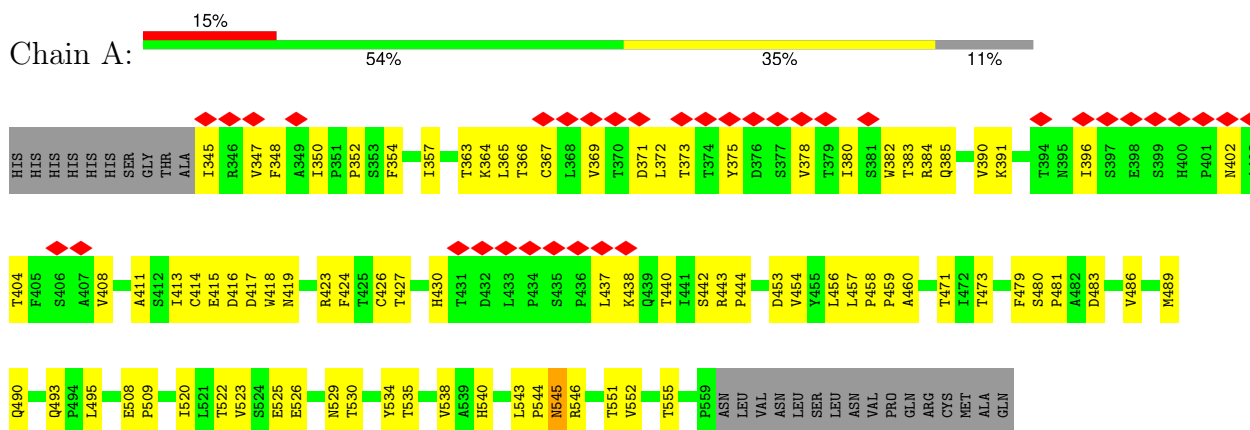 15%
Chain A:
54% 35% 11%
HIS HIS HIS HIS HIS HIS SER GLY THR ALA I345 R346 V347 F348 A349 I350 P351 P352 S353 F354 I357 T363 K364 L365 T366 C367 L368 V369 T370 D371 L372 T373 T374 Y375 D376 S377 V378 T379 I380 S381 W382 T383 R384 Q385 V390 K391 T394 N395 I396 S397 E398 S399 H400 P401 N402
T404 F405 S406 A407 V408 A411 S412 I413 C414 E415 D416 D417 W418 N419 R423 F424 T425 C426 T427 H430 T431 D432 L433 P434 S435 P436 L437 K438 Q439 T440 I441 S442 R443 P444 D453 V454 Y455 L456 L457 P458 P459 A460 T471 I472 T473 F479 S480 P481 A482 D483 V486 M489
Q490 Q493 P494 L495 E508 P509 I520 L521 T522 V523 S524 E525 E526 N529 T530 Y534 T535 V538 A539 H540 L543 P544 N545 R546 T551 V552 T555 P559 ASN LEU VAL ASN LEU SER LEU ASN VAL PRO GLN ARG CYS MET ALA GLN